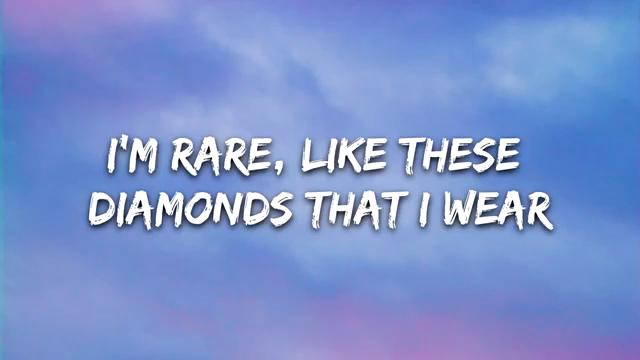 I'M RARE, LIKE THESE
DIAMONDS THAT I WEAR